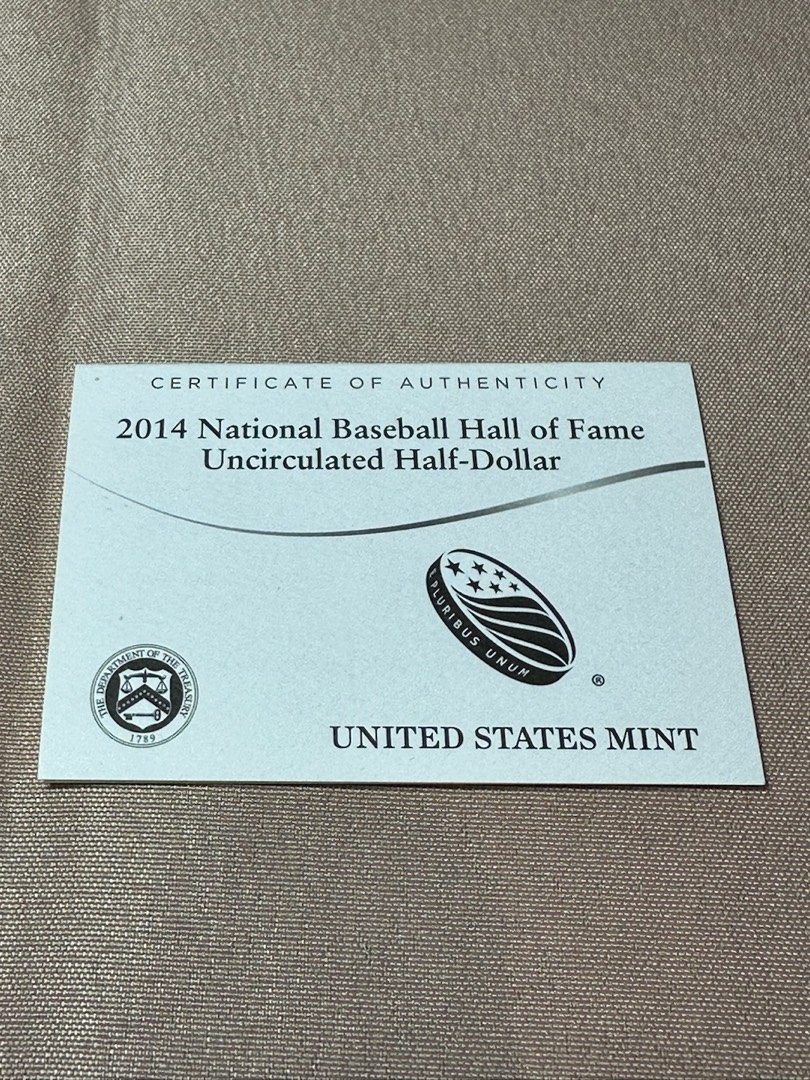 CERTIFICATE OF AUTHENTICITY
2014 National Baseball Hall of Fame
Uncirculated Half-Dollar
E PLURIBUS UNUM
®
THE DEPARTMENT OF THE TREASURY
1789
UNITED STATES MINT